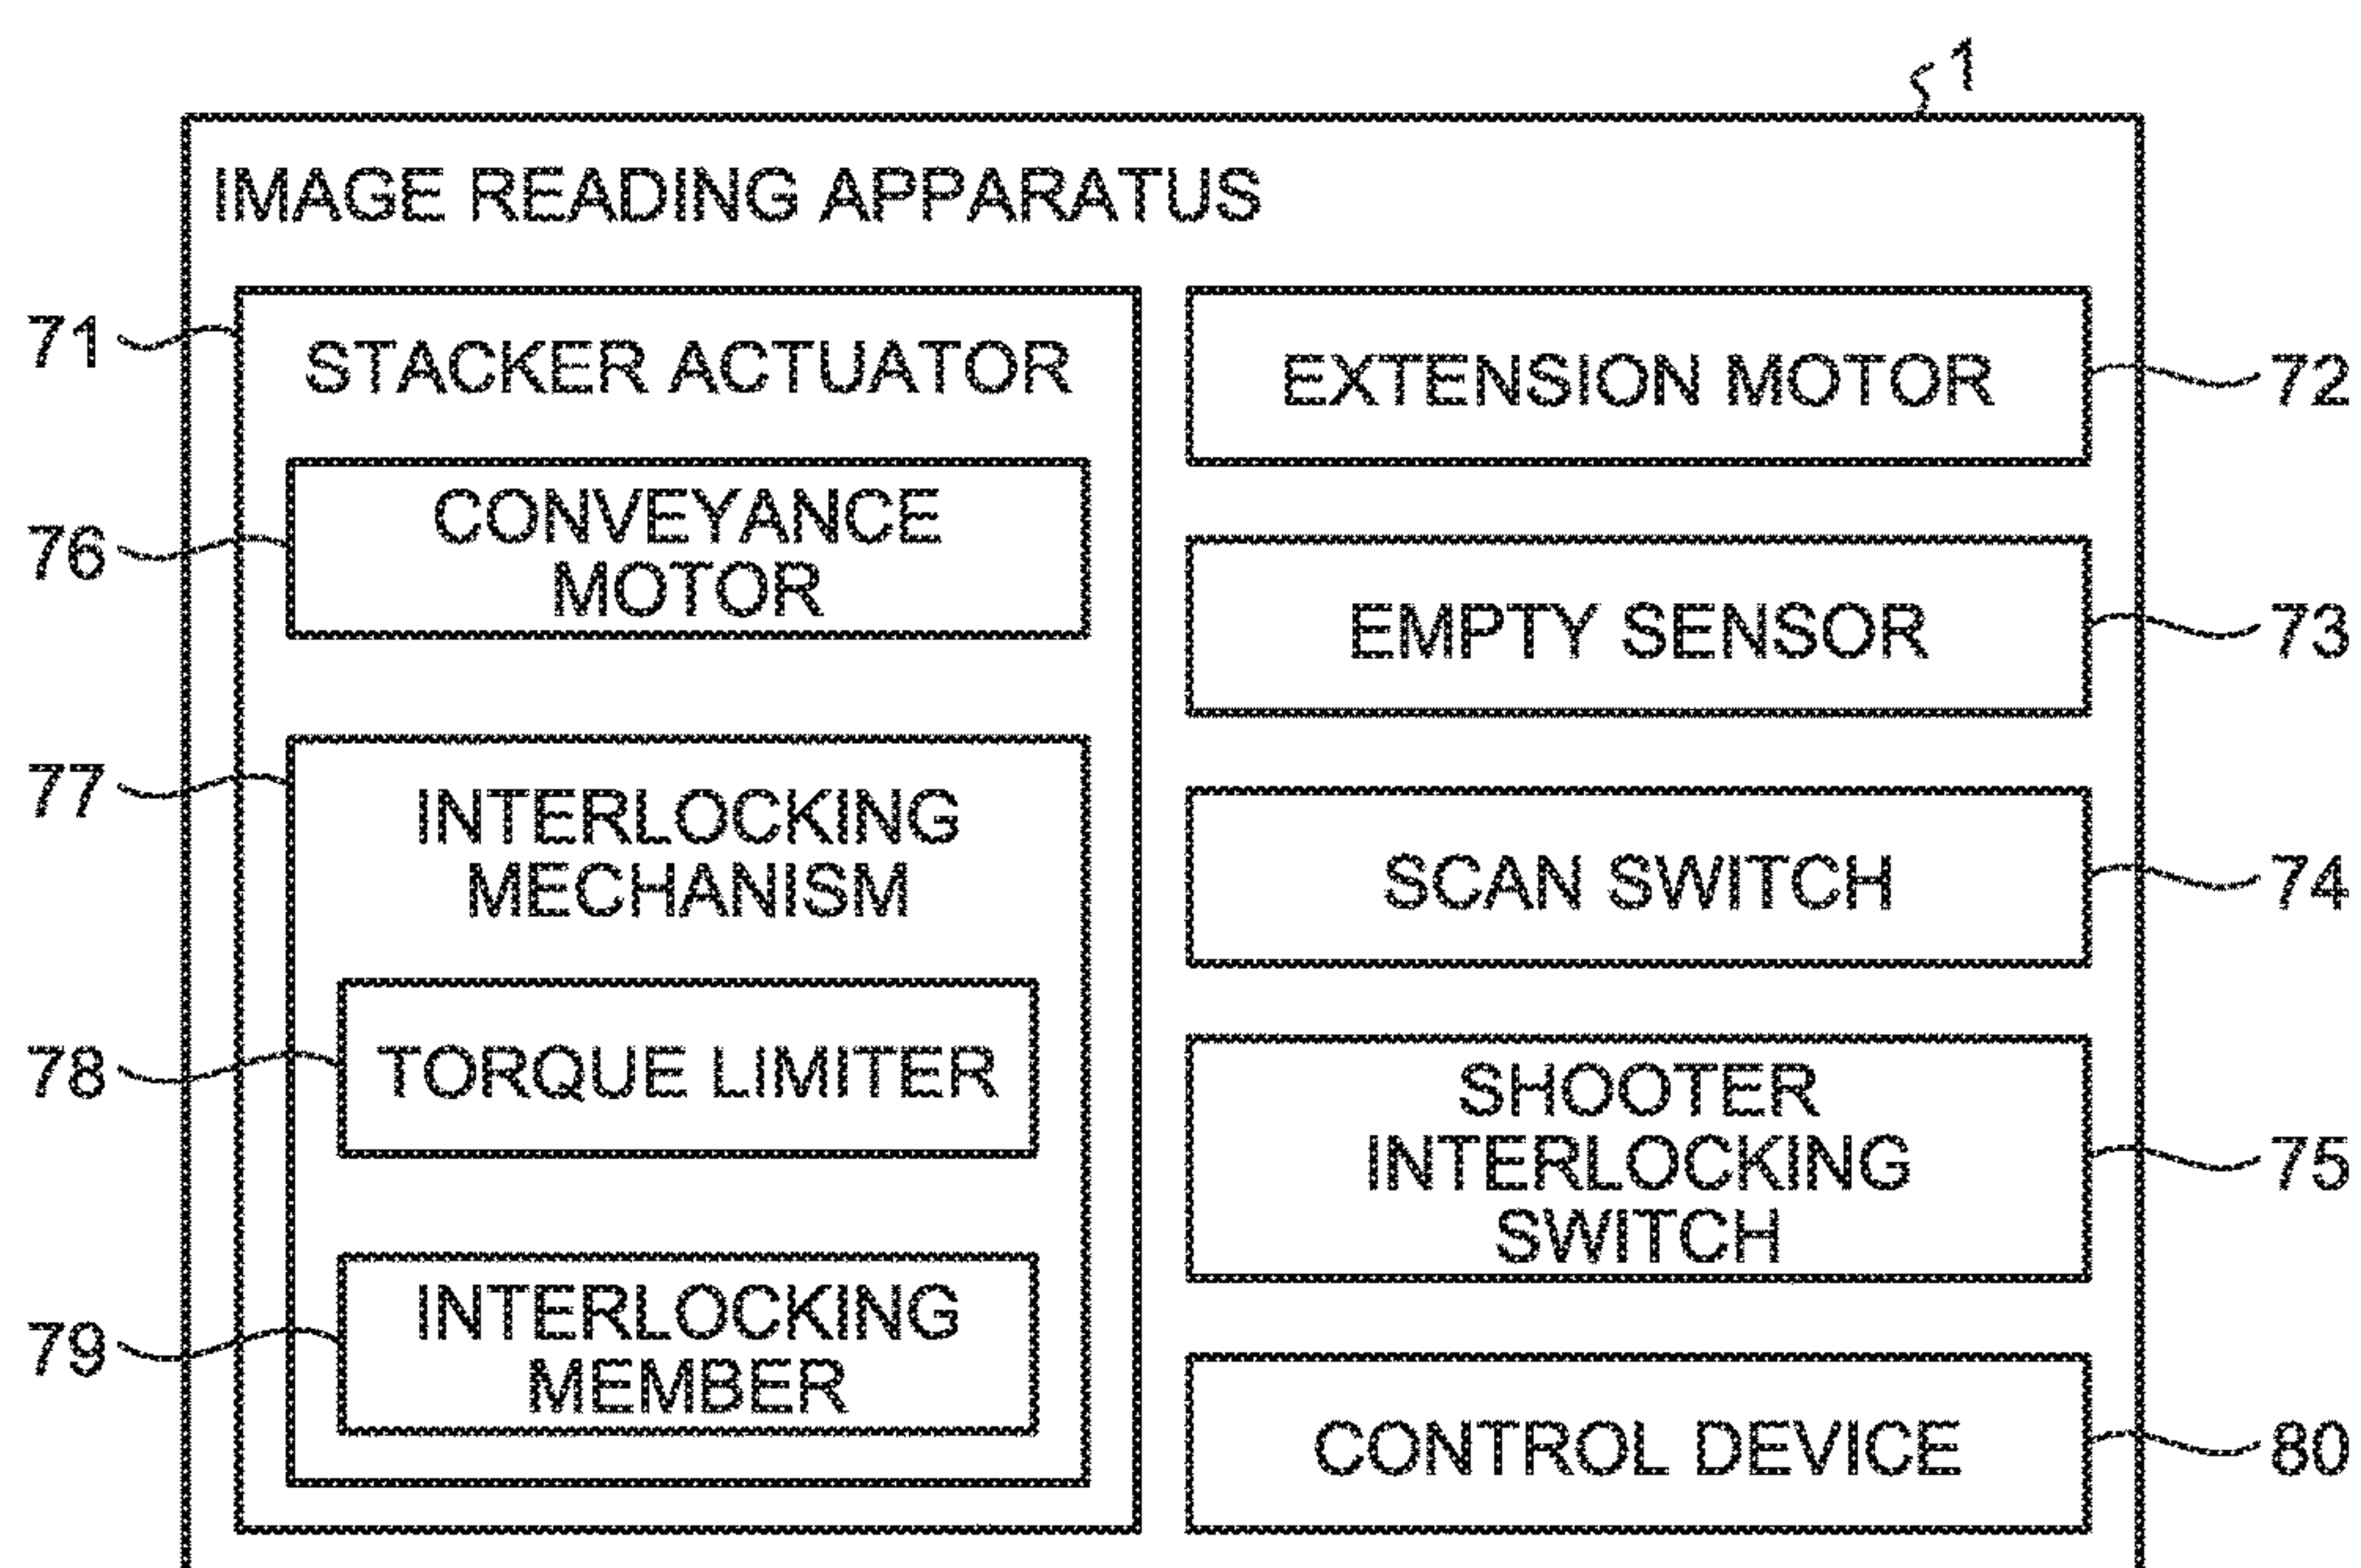 1
IMAGE READING APPARATUS
71
STACKER ACTUATOR
76
CONVEYANCE
MOTOR
77
INTERLOCKING
MECHANISM
78
TORQUE LIMITER
79
INTERLOCKING
MEMBER
EXTENSION MOTOR
72
EMPTY SENSOR
73
SCAN SWITCH
74
SHOOTER
INTERLOCKING
SWITCH
75
CONTROL DEVICE
80